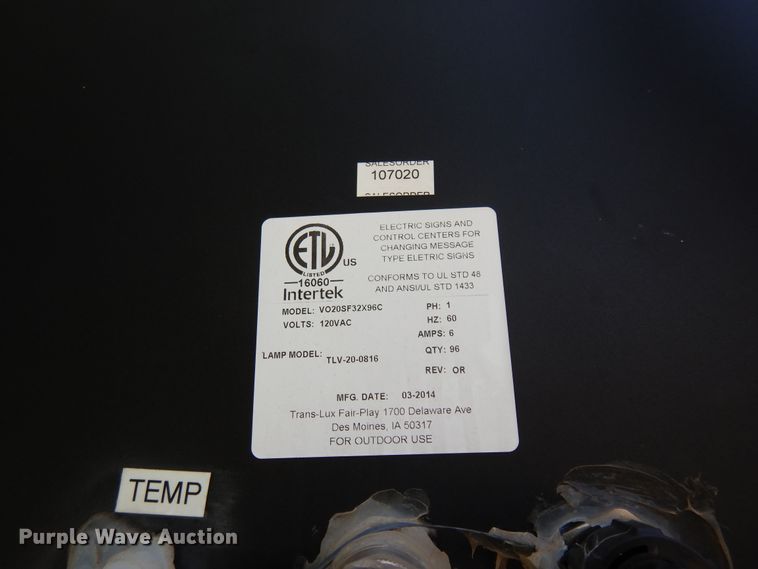 SALESORDER
107020
SALESORDER
ETL
LISTED
US
16060
Intertek
ELECTRIC SIGNS AND
CONTROL CENTERS FOR
CHANGING MESSAGE
TYPE ELETRIC SIGNS
CONFORMS TO UL STD 48
AND ANSI/UL STD 1433
MODEL: VO20SF32X96C PH: 1
VOLTS: 120VAC HZ: 60
AMPS: 6
LAMP MODEL: TLV-20-0816 QTY: 96
REV: OR
MFG. DATE: 03-2014
Trans-Lux Fair-Play 1700 Delaware Ave
Des Moines, IA 50317
FOR OUTDOOR USE
TEMP
Purple Wave Auction